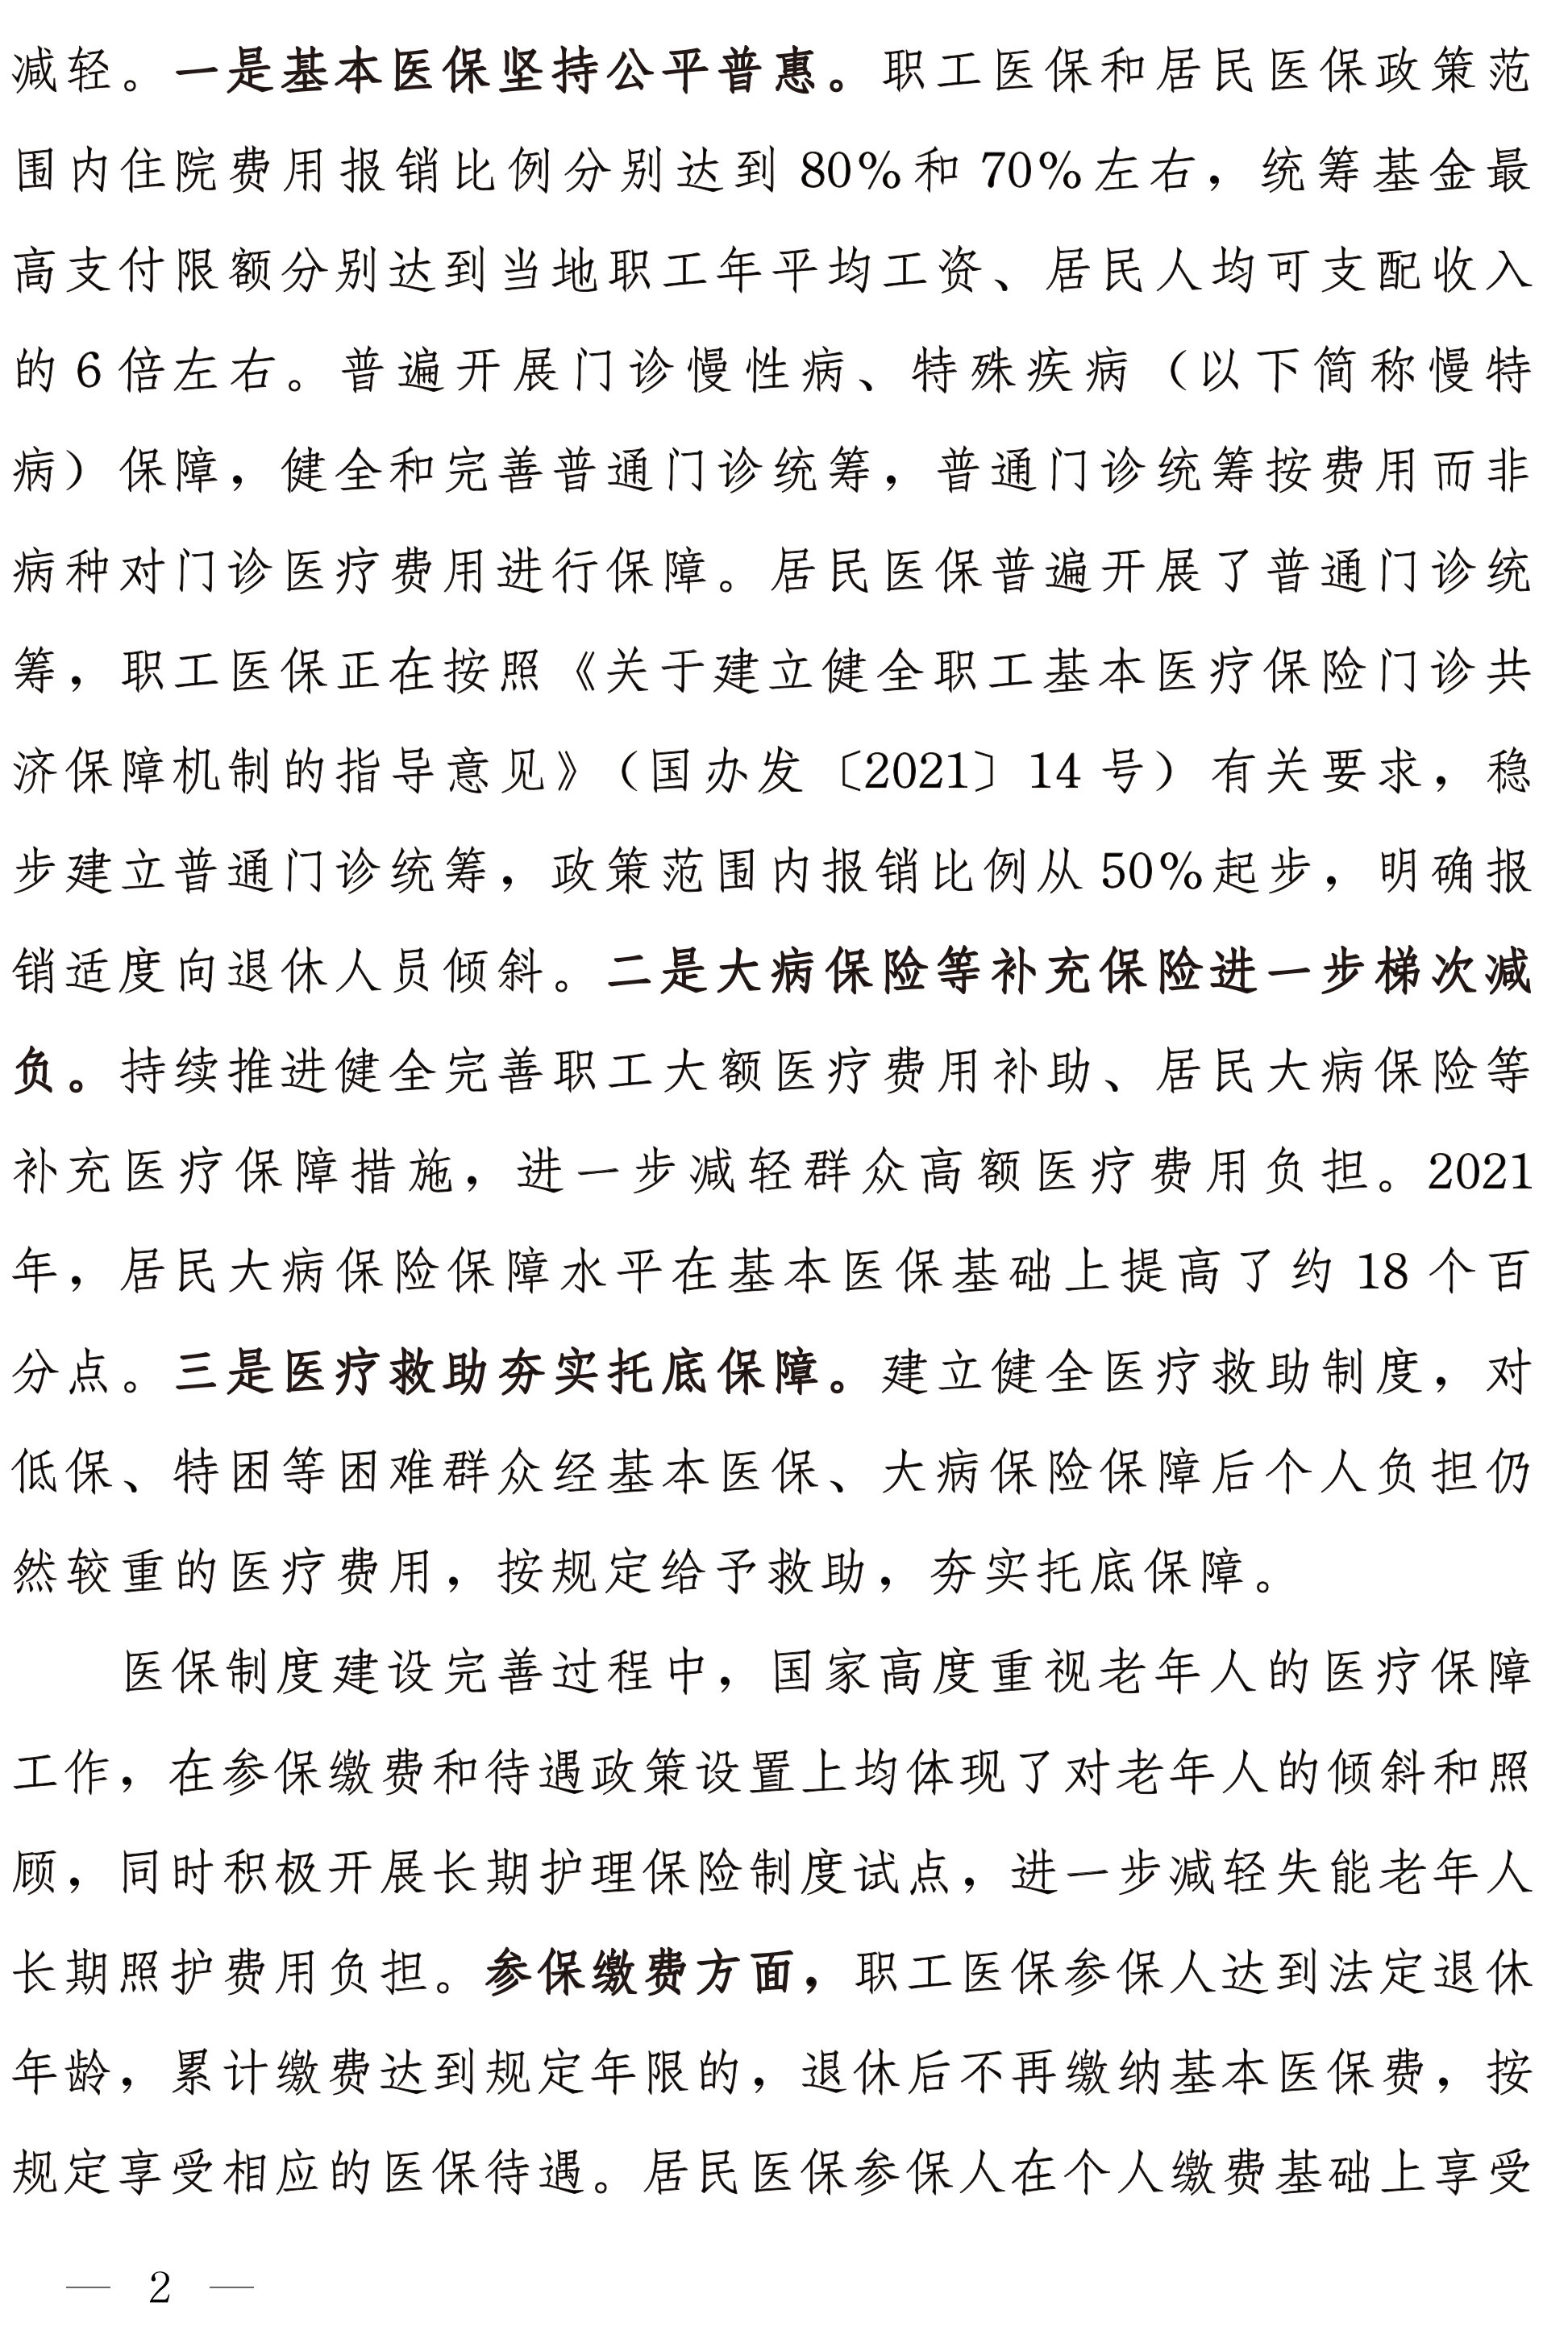 减轻。一是基本医保坚持公平普惠。职工医保和居民医保政策范
围内住院费用报销比例分别达到 80%和 70%左右，统筹基金最
高支付限额分别达到当地职工年平均工资、居民人均可支配收入
的 6 倍左右。普遍开展门诊慢性病、特殊疾病（以下简称慢特
病）保障，健全和完善普通门诊统筹，普通门诊统筹按费用而非
病种对门诊医疗费用进行保障。居民医保普遍开展了普通门诊统
筹，职工医保正在按照《关于建立健全职工基本医疗保险门诊共
济保障机制的指导意见》（国办发〔2021〕14 号）有关要求，稳
步建立普通门诊统筹，政策范围内报销比例从 50%起步，明确报
销适度向退休人员倾斜。二是大病保险等补充保险进一步梯次减
负。持续推进健全完善职工大额医疗费用补助、居民大病保险等
补充医疗保障措施，进一步减轻群众高额医疗费用负担。2021
年，居民大病保险保障水平在基本医保基础上提高了约 18 个百
分点。三是医疗救助夯实托底保障。建立健全医疗救助制度，对
低保、特困等困难群众经基本医保、大病保险保障后个人负担仍
然较重的医疗费用，按规定给予救助，夯实托底保障。
医保制度建设完善过程中，国家高度重视老年人的医疗保障
工作，在参保缴费和待遇政策设置上均体现了对老年人的倾斜和照
顾，同时积极开展长期护理保险制度试点，进一步减轻失能老年人
长期照护费用负担。参保缴费方面，职工医保参保人达到法定退休
年龄，累计缴费达到规定年限的，退休后不再缴纳基本医保费，按
规定享受相应的医保待遇。居民医保参保人在个人缴费基础上享受
— 2 —